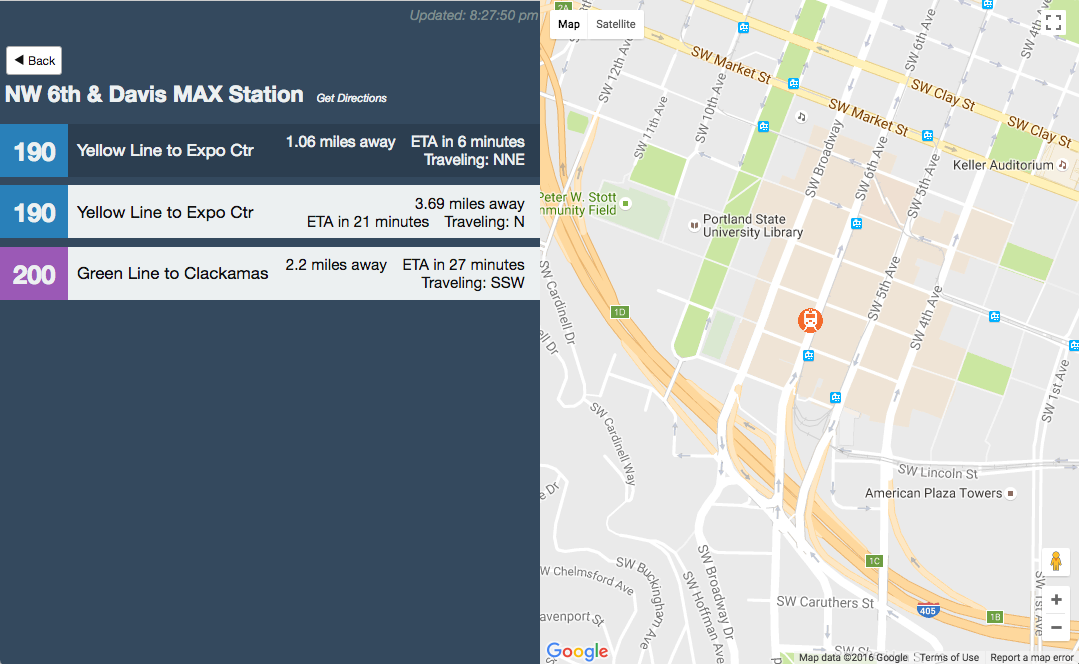 Updated: 8:27:50 pm
◀ Back
NW 6th & Davis MAX Station Get Directions
190 Yellow Line to Expo Ctr 1.06 miles away ETA in 6 minutes
Traveling: NNE
190 Yellow Line to Expo Ctr 3.69 miles away
ETA in 21 minutes Traveling: N
200 Green Line to Clackamas 2.2 miles away ETA in 27 minutes
Traveling: SSW
2A
Map Satellite
SW 12th Ave
SW 11th Ave
SW 10th Ave
SW Market St
SW Market St
SW Clay St
SW Clay St
SW 6th Ave
SW 4th Ave
SW Broadway
SW 6th Ave
SW 5th Ave
Keller Auditorium
Peter W. Stott
mmunity Field
Portland State
University Library
SW 5th Ave
SW 4th Ave
SW Cardinell Dr
1D
SW 1st Ave
SW Cardinell Way
SW Lincoln St
American Plaza Towers
1C
SW Broadway Dr
SW Hoffman Ave
SW Buckingham Ave
W Chelmsford Ave
avenport St
SW Caruthers St
405
1B
SW 1st Ave
+
−
Google
Map data ©2016 Google Terms of Use Report a map error